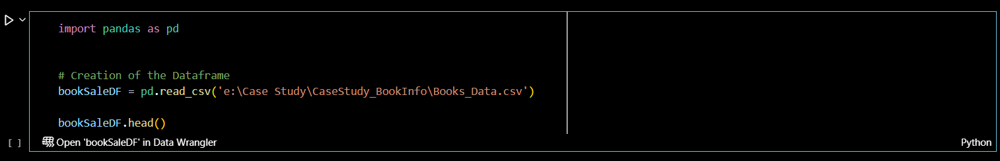 import pandas as pd
# Creation of the Dataframe
bookSaleDF = pd.read_csv('e:\Case Study\CaseStudy_BookInfo\Books_Data.csv')
bookSaleDF.head()
[ ]
Open 'bookSaleDF' in Data Wrangler
Python